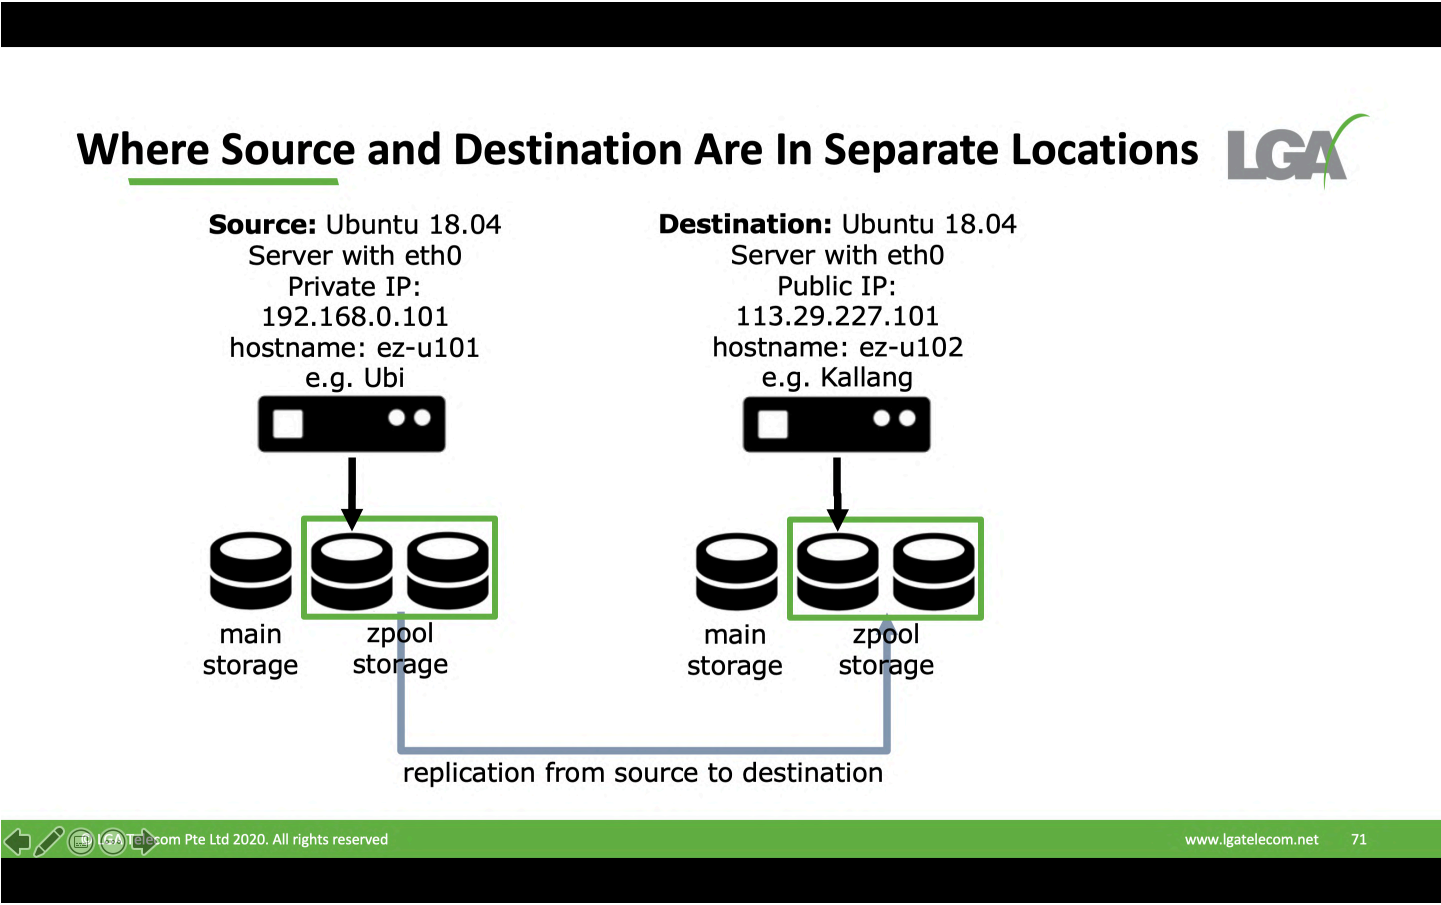 Where Source and Destination Are In Separate Locations
LGA
Source: Ubuntu 18.04
Server with eth0
Private IP:
192.168.0.101
hostname: ez-u101
e.g. Ubi
Destination: Ubuntu 18.04
Server with eth0
Public IP:
113.29.227.101
hostname: ez-u102
e.g. Kallang
main
storage
zpool
storage
main
storage
zpool
storage
replication from source to destination
© LGA Telecom Pte Ltd 2020. All rights reserved
www.lgatelecom.net
71